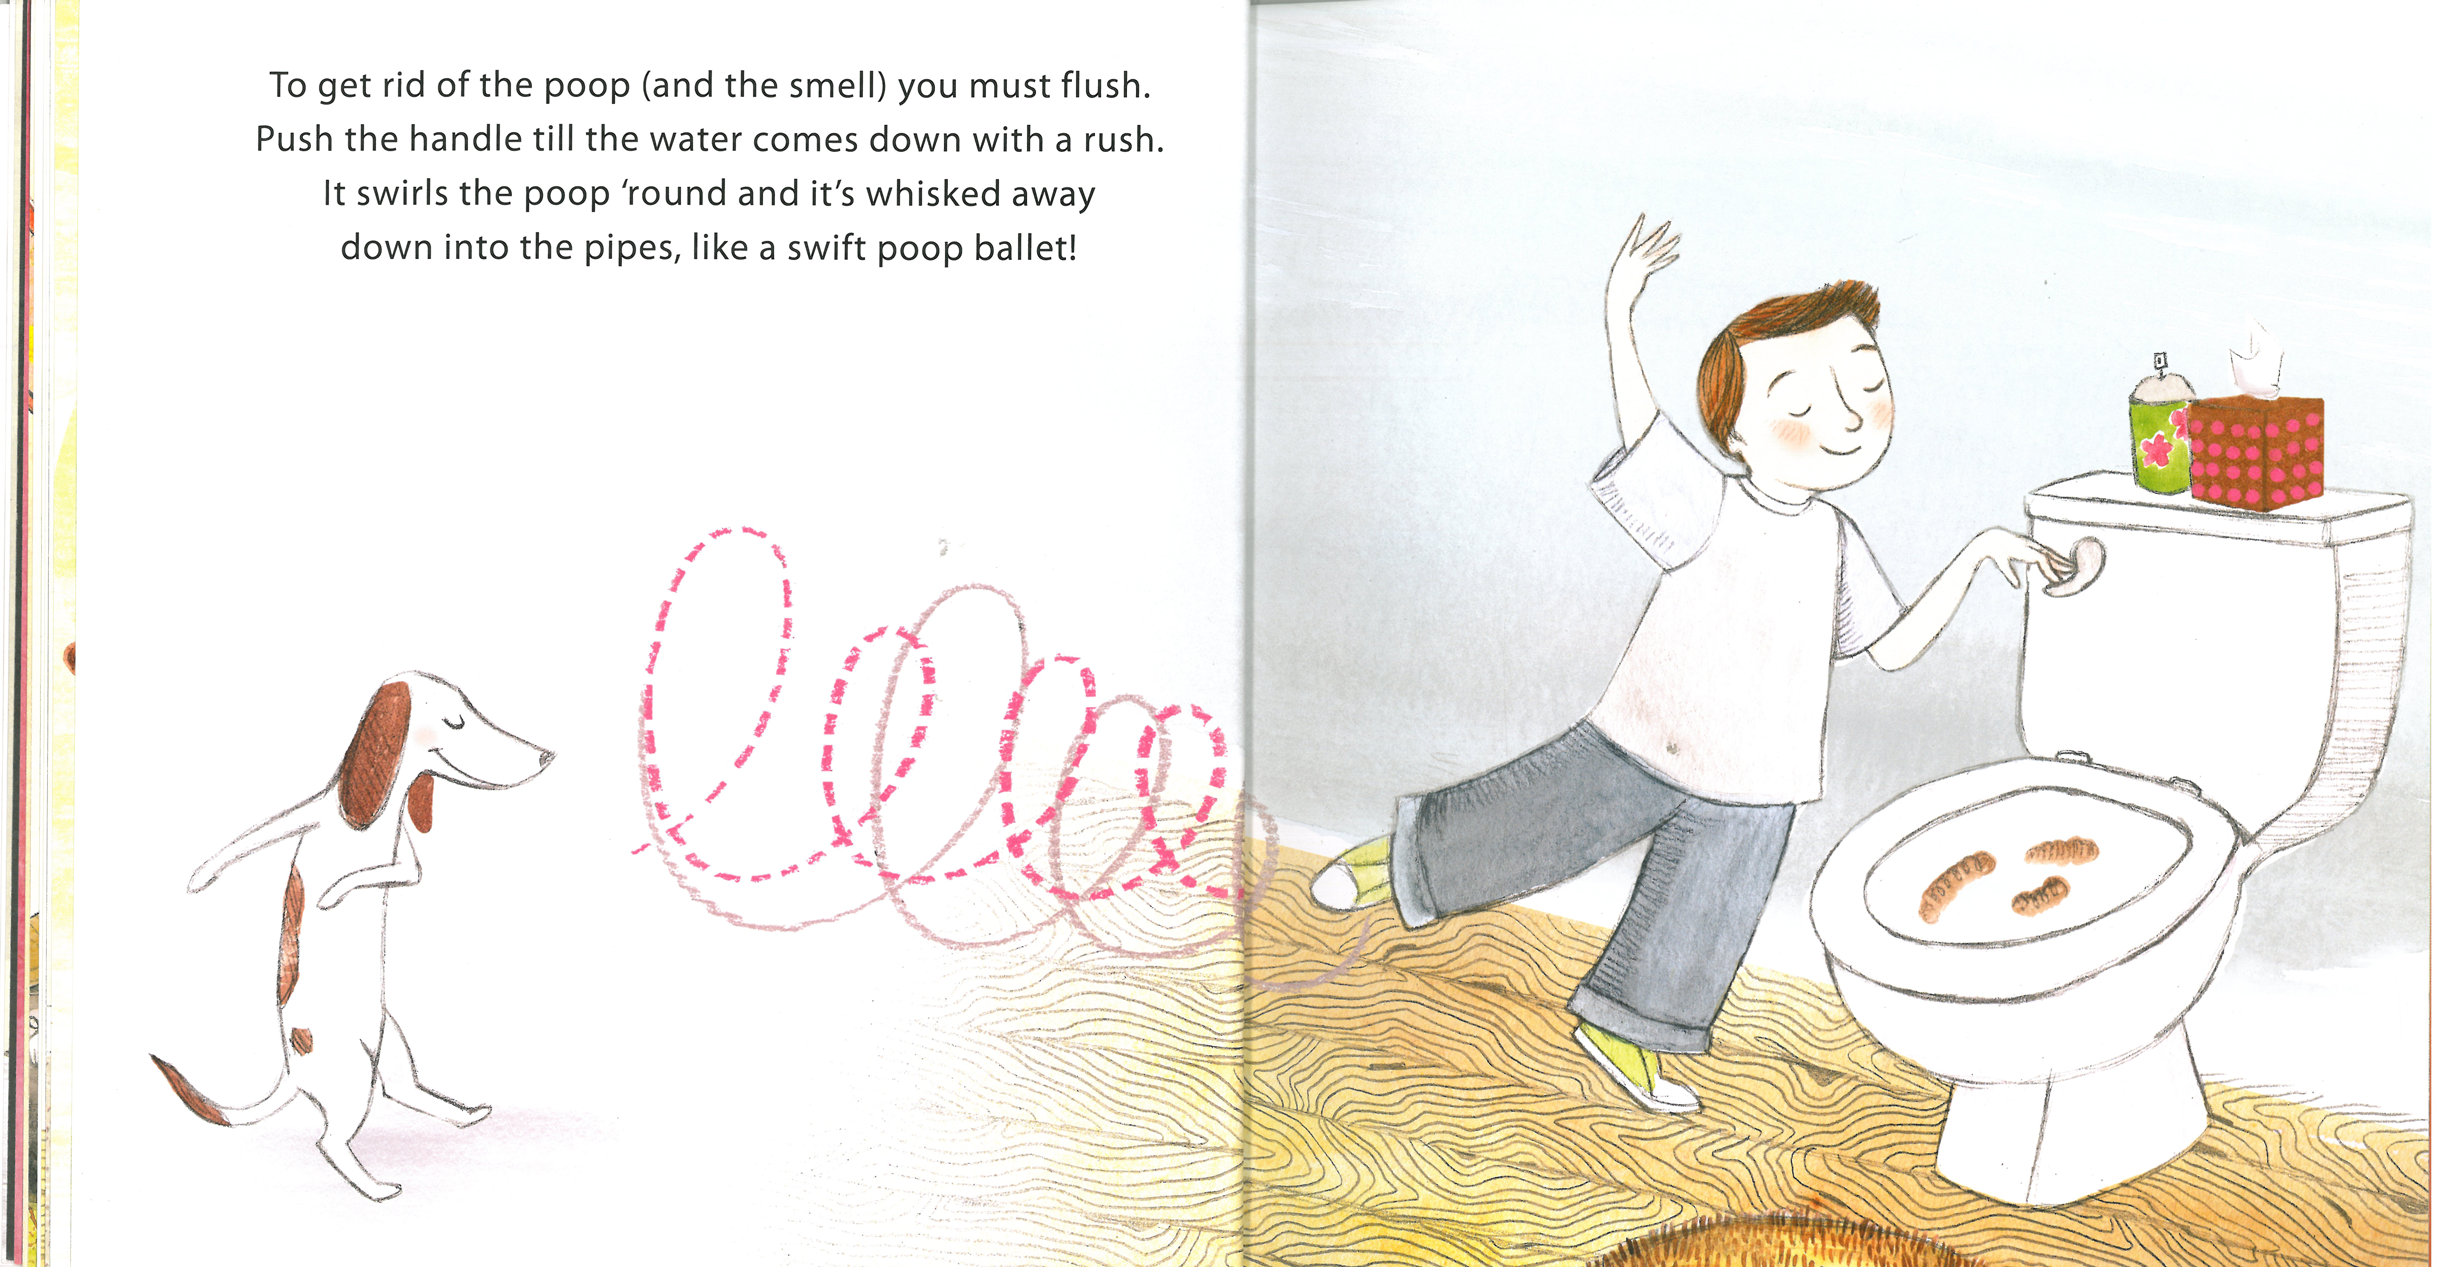 To get rid of the poop (and the smell) you must flush.
Push the handle till the water comes down with a rush.
It swirls the poop ‘round and it’s whisked away
down into the pipes, like a swift poop ballet!